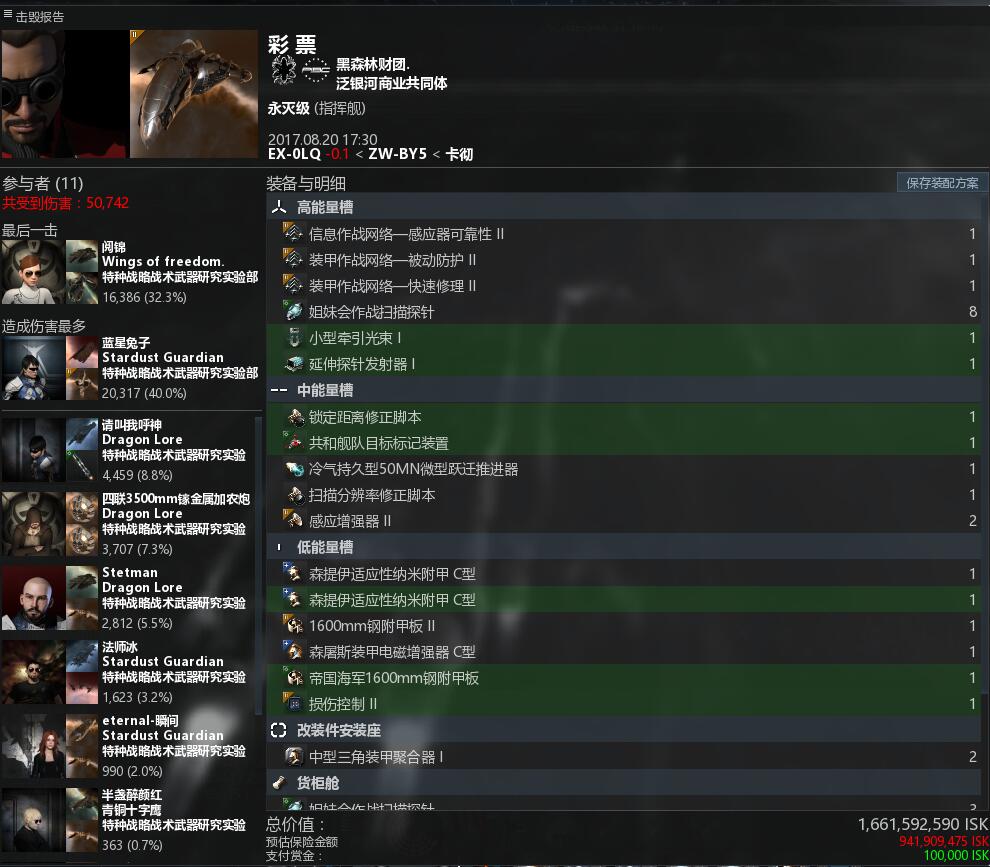 击毁报告
彩 票
黑森林财团.
泛银河商业共同体
永灭级 (指挥舰)
2017.08.20 17:30
EX-0LQ -0.1 < ZW-BY5 < 卡彻
参与者 (11)
共受到伤害：50,742
最后一击
阅锦
Wings of freedom.
特种战略战术武器研究实验部
16,386 (32.3%)
造成伤害最多
蓝星兔子
Stardust Guardian
特种战略战术武器研究实验部
20,317 (40.0%)
请叫我呼神
Dragon Lore
特种战略战术武器研究实验
4,459 (8.8%)
四联3500mm镓金属加农炮
Dragon Lore
特种战略战术武器研究实验
3,707 (7.3%)
Stetman
Dragon Lore
特种战略战术武器研究实验
2,812 (5.5%)
法师冰
Stardust Guardian
特种战略战术武器研究实验
1,623 (3.2%)
eternal-瞬间
Stardust Guardian
特种战略战术武器研究实验
990 (2.0%)
半盏醉颜红
青铜十字鹰
特种战略战术武器研究实验
363 (0.7%)
装备与明细
保存装配方案
高能量槽
信息作战网络—感应器可靠性 II 1
装甲作战网络—被动防护 II 1
装甲作战网络—快速修理 II 1
姐妹会作战扫描探针 8
小型牵引光束 I 1
延伸探针发射器 I 1
中能量槽
锁定距离修正脚本 1
共和舰队目标标记装置 1
冷气持久型50MN微型跃迁推进器 1
扫描分辨率修正脚本 1
感应增强器 II 2
低能量槽
森提伊适应性纳米附甲 C型 1
森提伊适应性纳米附甲 C型 1
1600mm钢附甲板 II 1
森屠斯装甲电磁增强器 C型 1
帝国海军1600mm钢附甲板 1
损伤控制 II 1
改装件安装座
中型三角装甲聚合器 I 2
货柜舱
姐妹会作战扫描探针
总价值： 1,661,592,590 ISK
预估保险金额 941,909,475 ISK
支付赏金： 100,000 ISK